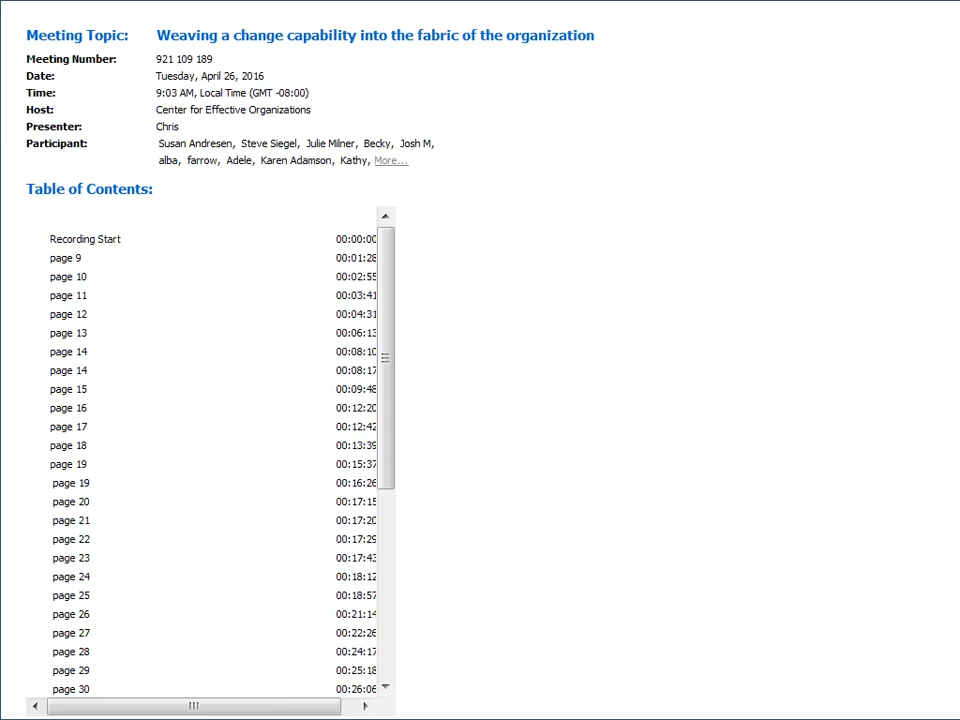 Meeting Topic: Weaving a change capability into the fabric of the organization
Meeting Number: 921 109 189
Date: Tuesday, April 26, 2016
Time: 9:03 AM, Local Time (GMT -08:00)
Host: Center for Effective Organizations
Presenter: Chris
Participant: Susan Andresen, Steve Siegel, Julie Milner, Becky, Josh M,
alba, farrow, Adele, Karen Adamson, Kathy, More...
Table of Contents:
Recording Start 00:00:00
page 9 00:01:28
page 10 00:02:55
page 11 00:03:41
page 12 00:04:31
page 13 00:06:13
page 14 00:08:10
page 14 00:08:17
page 15 00:09:48
page 16 00:12:20
page 17 00:12:42
page 18 00:13:39
page 19 00:15:37
page 19 00:16:26
page 20 00:17:15
page 21 00:17:20
page 22 00:17:29
page 23 00:17:43
page 24 00:18:12
page 25 00:18:57
page 26 00:21:14
page 27 00:22:26
page 28 00:24:17
page 29 00:25:18
page 30 00:26:06